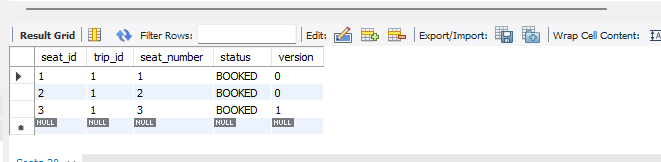 Result Grid Filter Rows: Edit: Export/Import: Wrap Cell Content:
seat_id trip_id seat_number status version
1 1 1 BOOKED 0
2 1 2 BOOKED 0
3 1 3 BOOKED 1
NULL NULL NULL NULL NULL